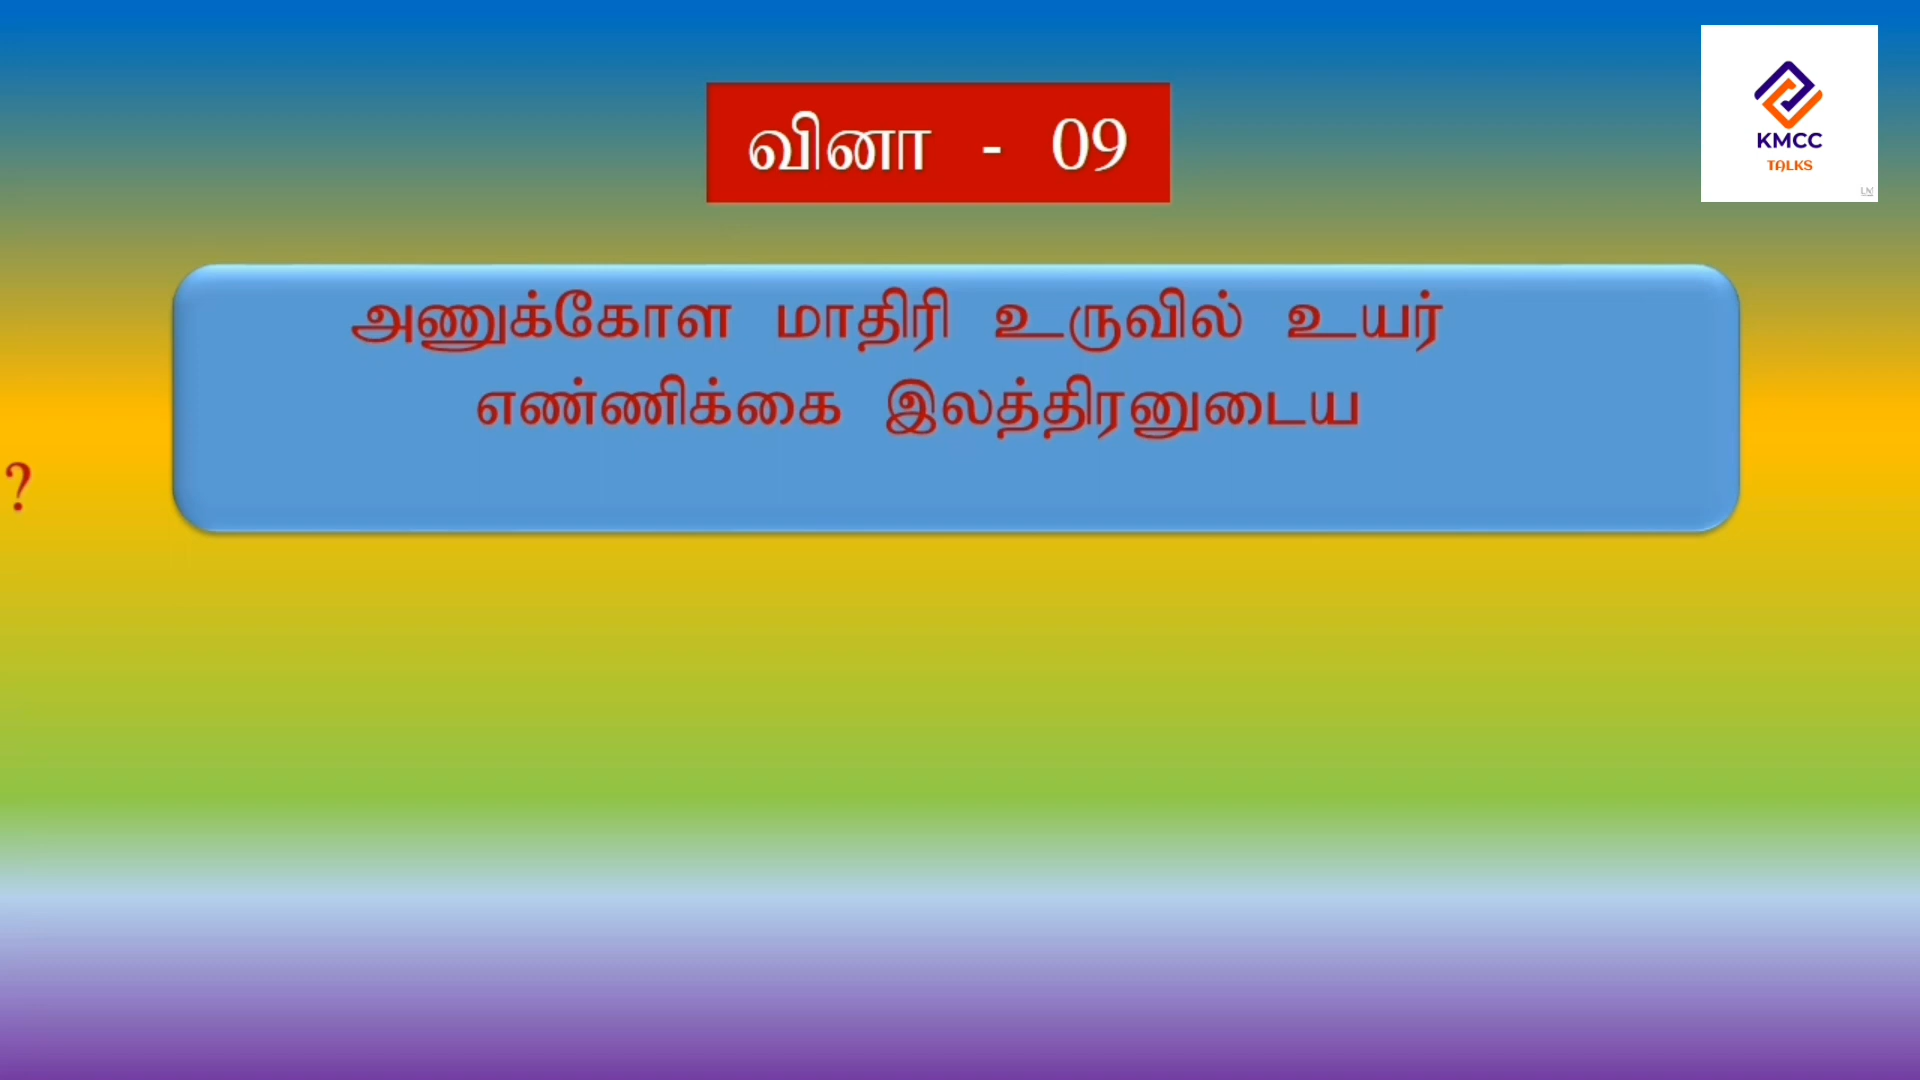 வினா - 09
KMCC
TALKS
அணுக்கோள மாதிரி உருவில் உயர்
எண்ணிக்கை இலத்திரனுடைய
?